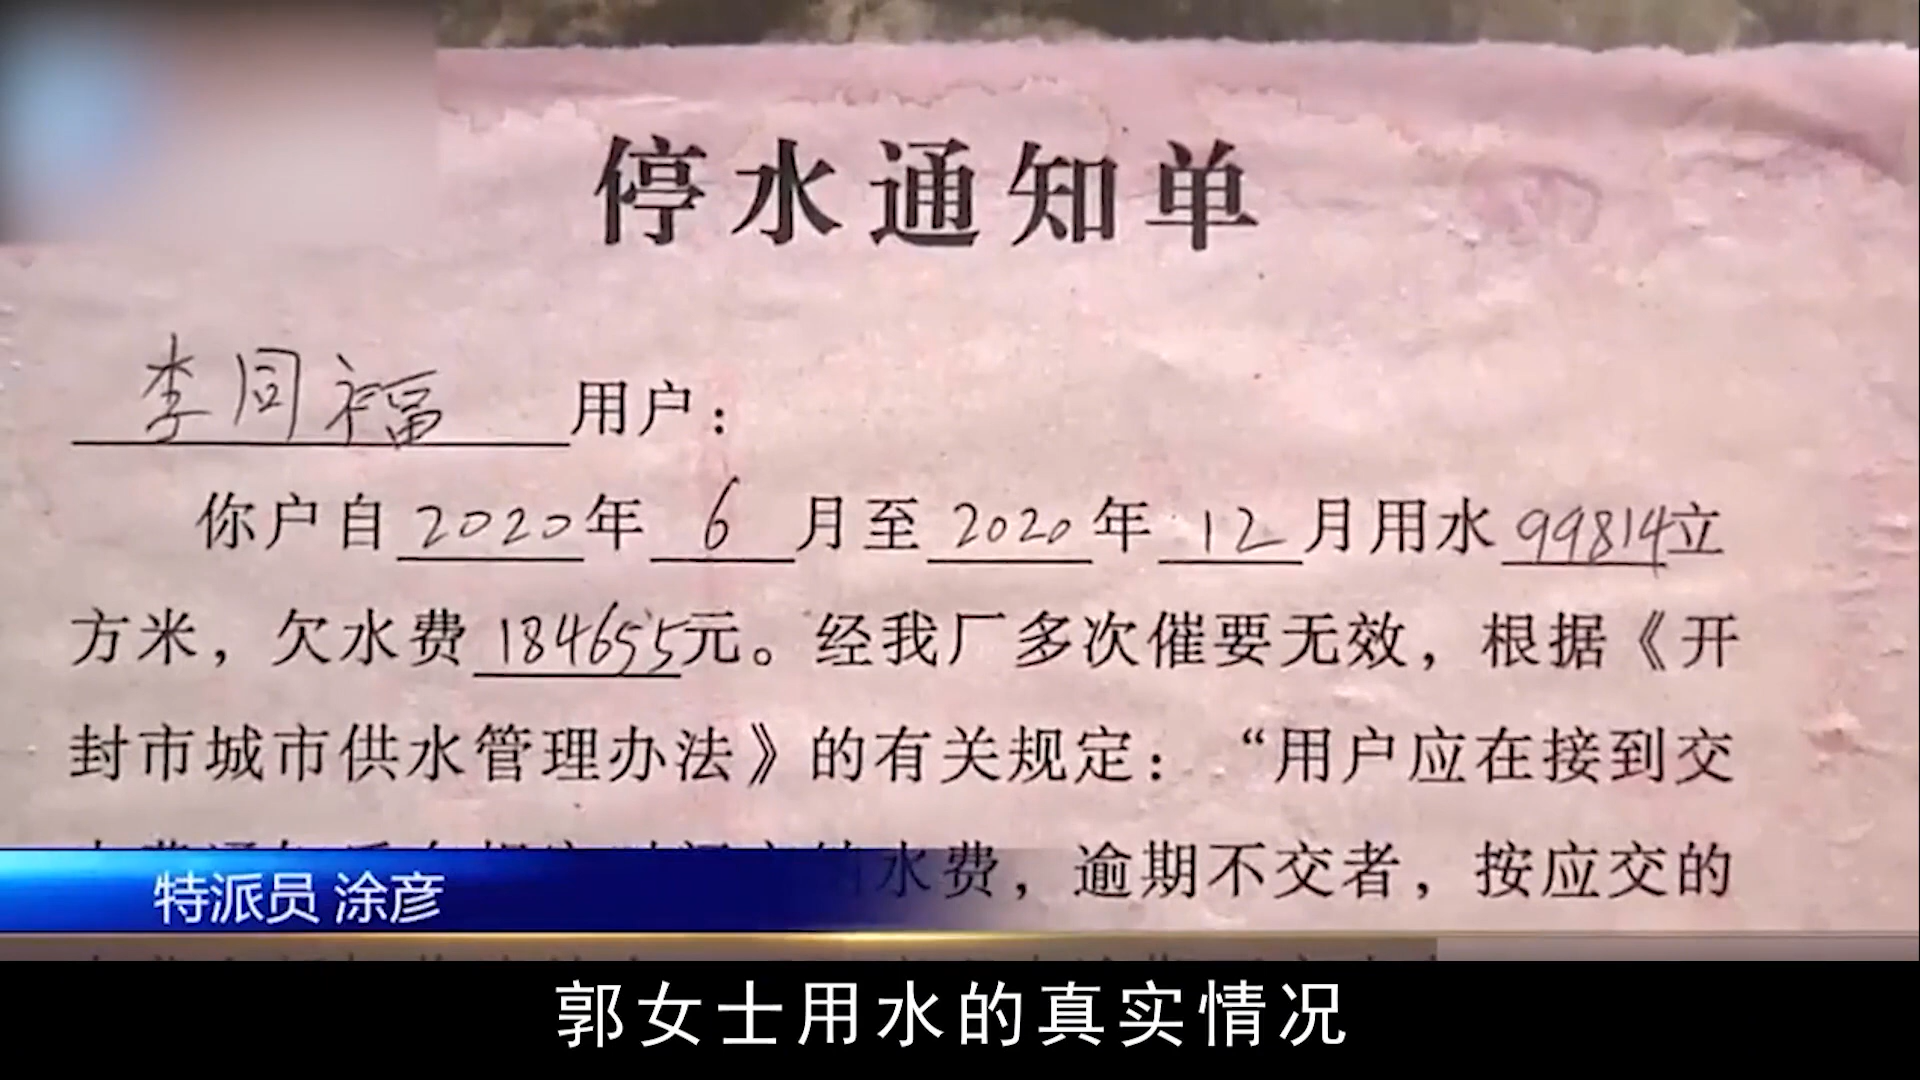 停水通知单
李同福用户：
你户自2020年6月至2020年12月用水99814立
方米，欠水费184655元。经我厂多次催要无效，根据《开
封市城市供水管理办法》的有关规定：“用户应在接到交
水费，逾期不交者，按应交的
特派员 涂彦
郭女士用水的真实情况